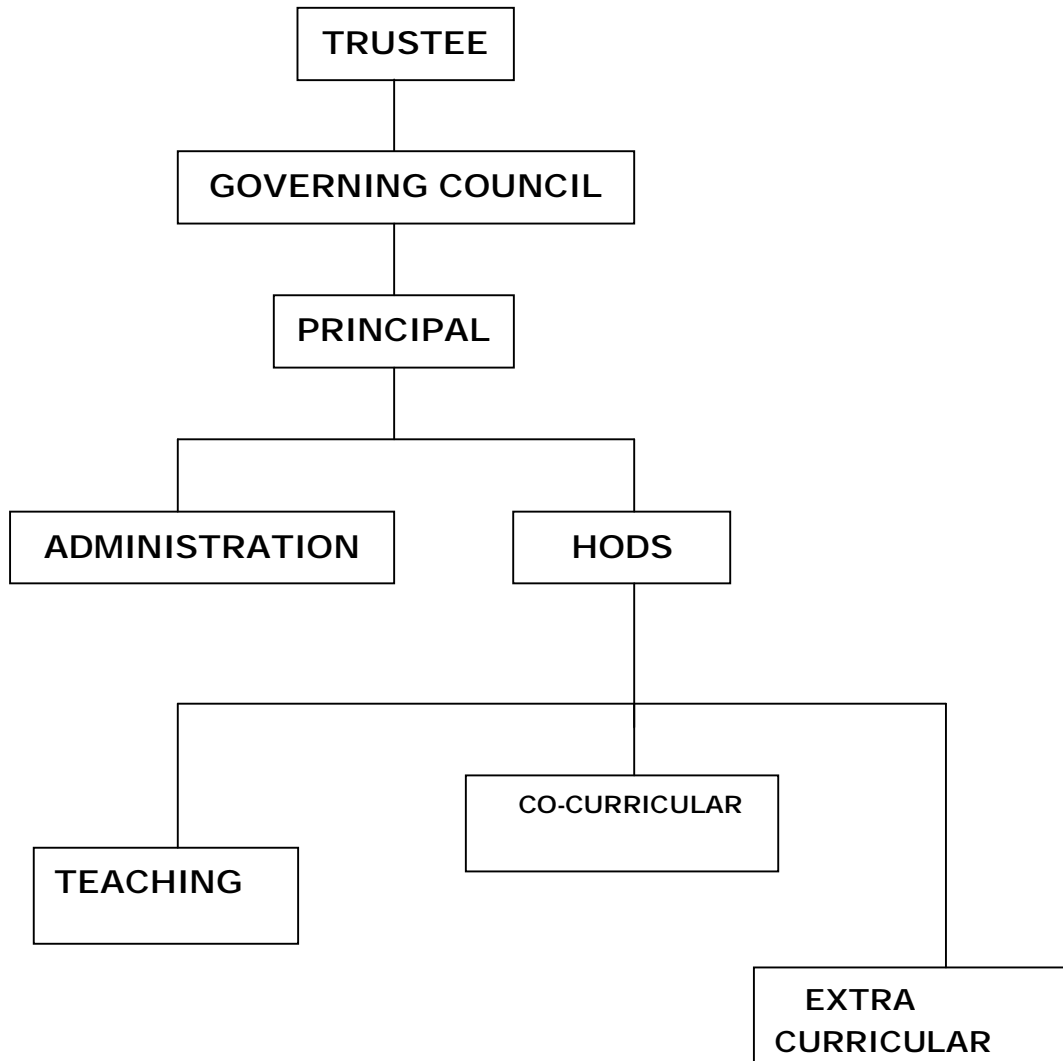 TRUSTEE
GOVERNING COUNCIL
PRINCIPAL
ADMINISTRATION
HODS
CO-CURRICULAR
TEACHING
EXTRA
CURRICULAR